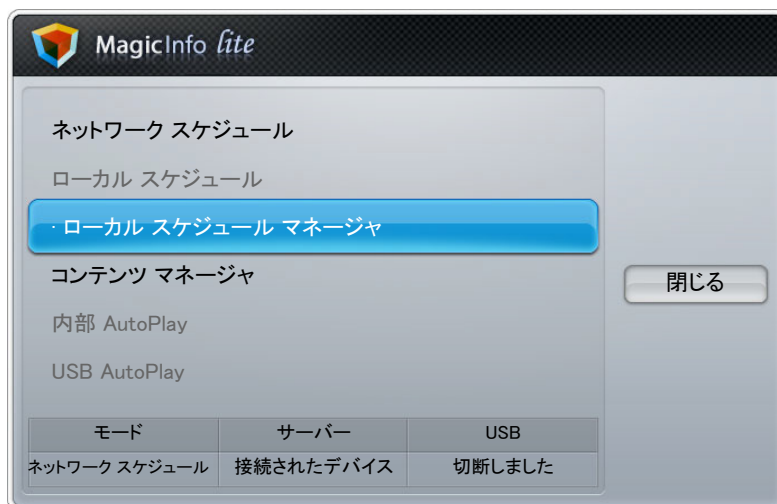 MagicInfo lite
ネットワーク スケジュール
ローカル スケジュール
· ローカル スケジュール マネージャ
コンテンツ マネージャ
閉じる
内部 AutoPlay
USB AutoPlay
モード サーバー USB
ネットワーク スケジュール 接続されたデバイス 切断しました